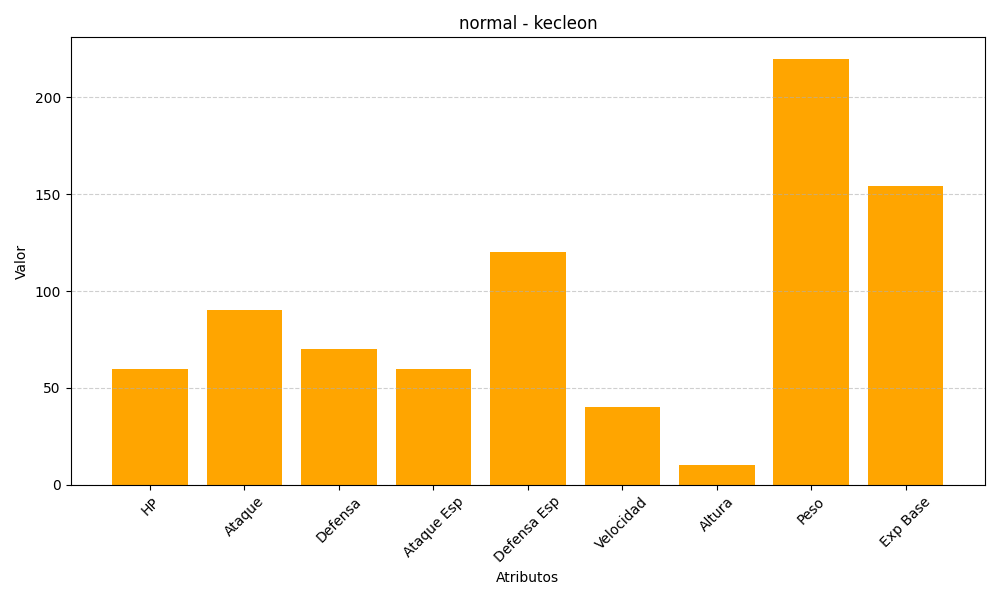 normal - kecleon
Valor
200
150
100
50
0
HP
Ataque
Defensa
Ataque Esp
Defensa Esp
Velocidad
Altura
Peso
Exp Base
Atributos